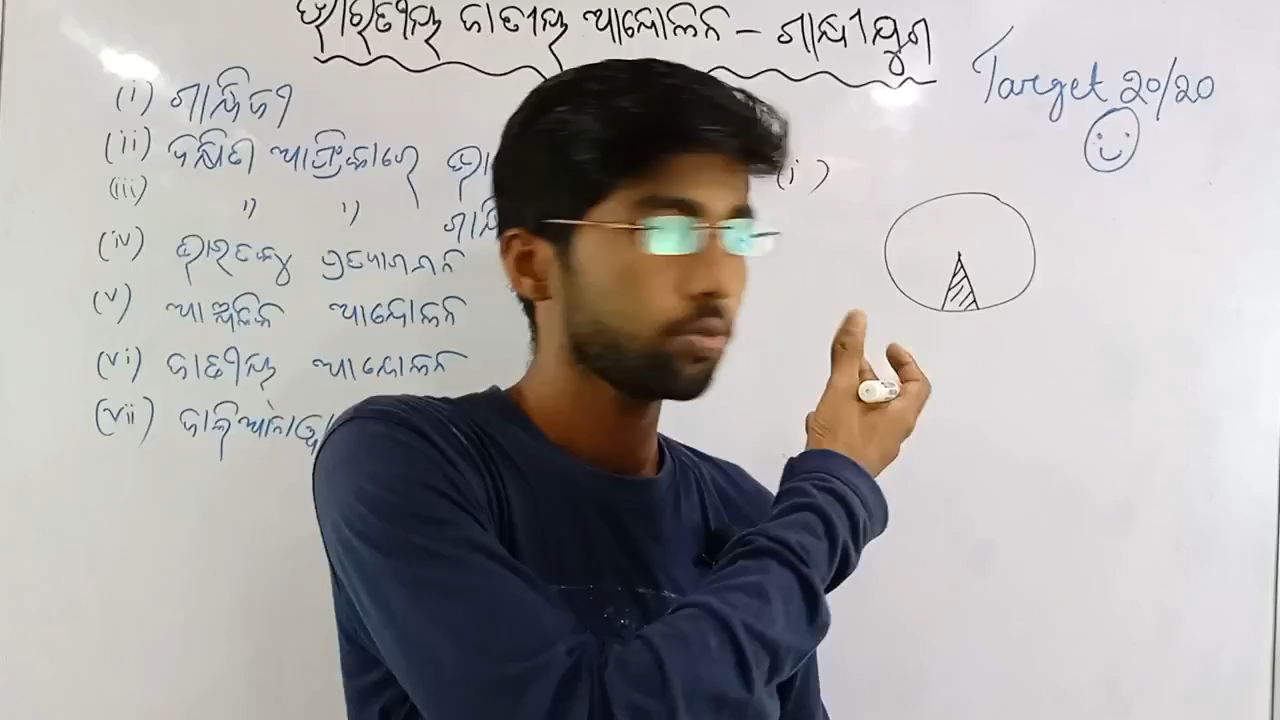 ଭାରତୀୟ ଜାତୀୟ ଆନ୍ଦୋଳନ – ଗାନ୍ଧୀଯୁଗ
Target 20/20
(i) ଗାନ୍ଧିଜୀ
(ii) ଦକ୍ଷିଣ ଆଫ୍ରିକାରେ
(iii) " " ଗାନ୍ଧି
(iv) ଭାରତକୁ ପ୍ରତ୍ୟାଗମନ
(v) ଆଞ୍ଚଳିକ ଆନ୍ଦୋଳନ
(vi) ଜାତୀୟ ଆନ୍ଦୋଳନ
(vii)
(i)